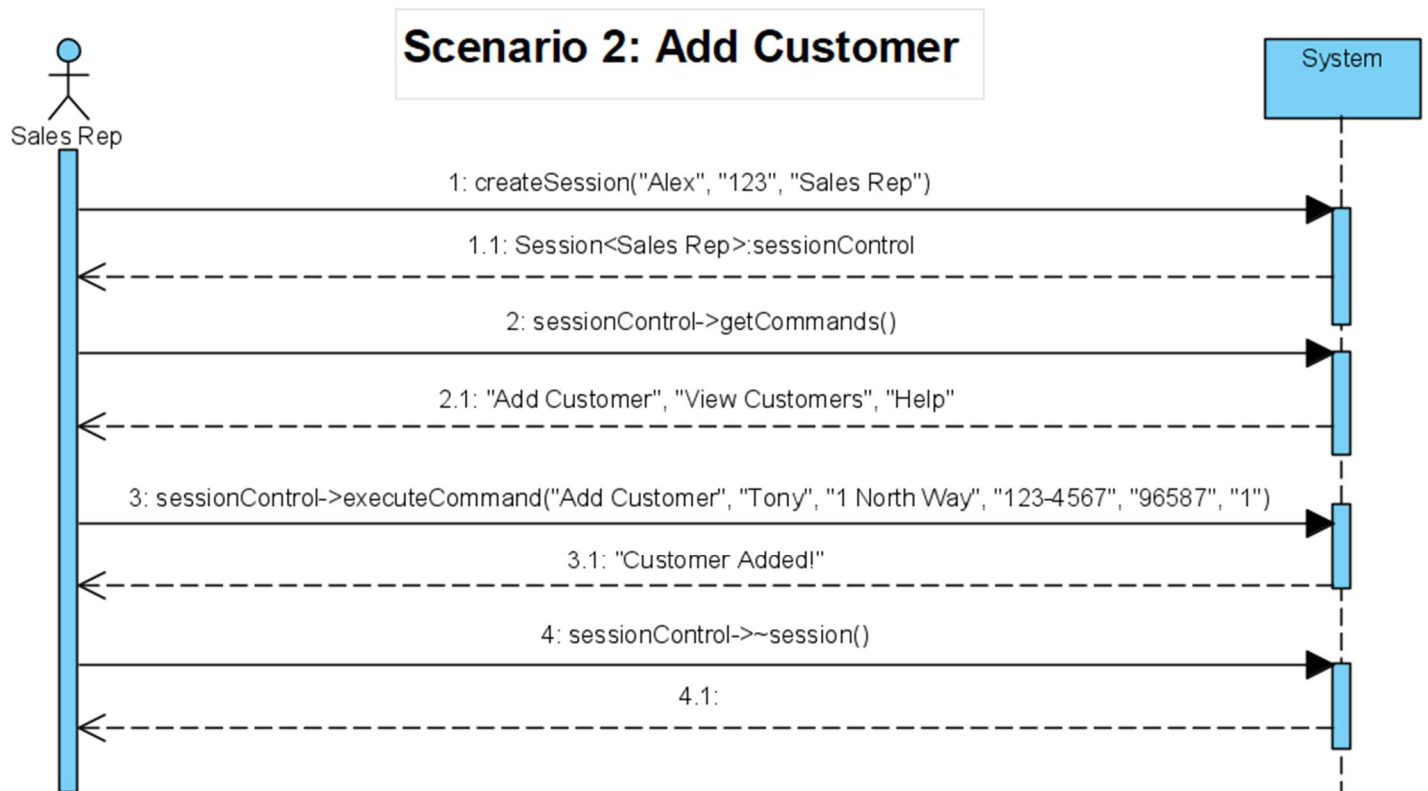 Scenario 2: Add Customer
System
Sales Rep
1: createSession("Alex", "123", "Sales Rep")
1.1: Session<Sales Rep>:sessionControl
2: sessionControl->getCommands()
2.1: "Add Customer", "View Customers", "Help"
3: sessionControl->executeCommand("Add Customer", "Tony", "1 North Way", "123-4567", "96587", "1")
3.1: "Customer Added!"
4: sessionControl->~session()
4.1: